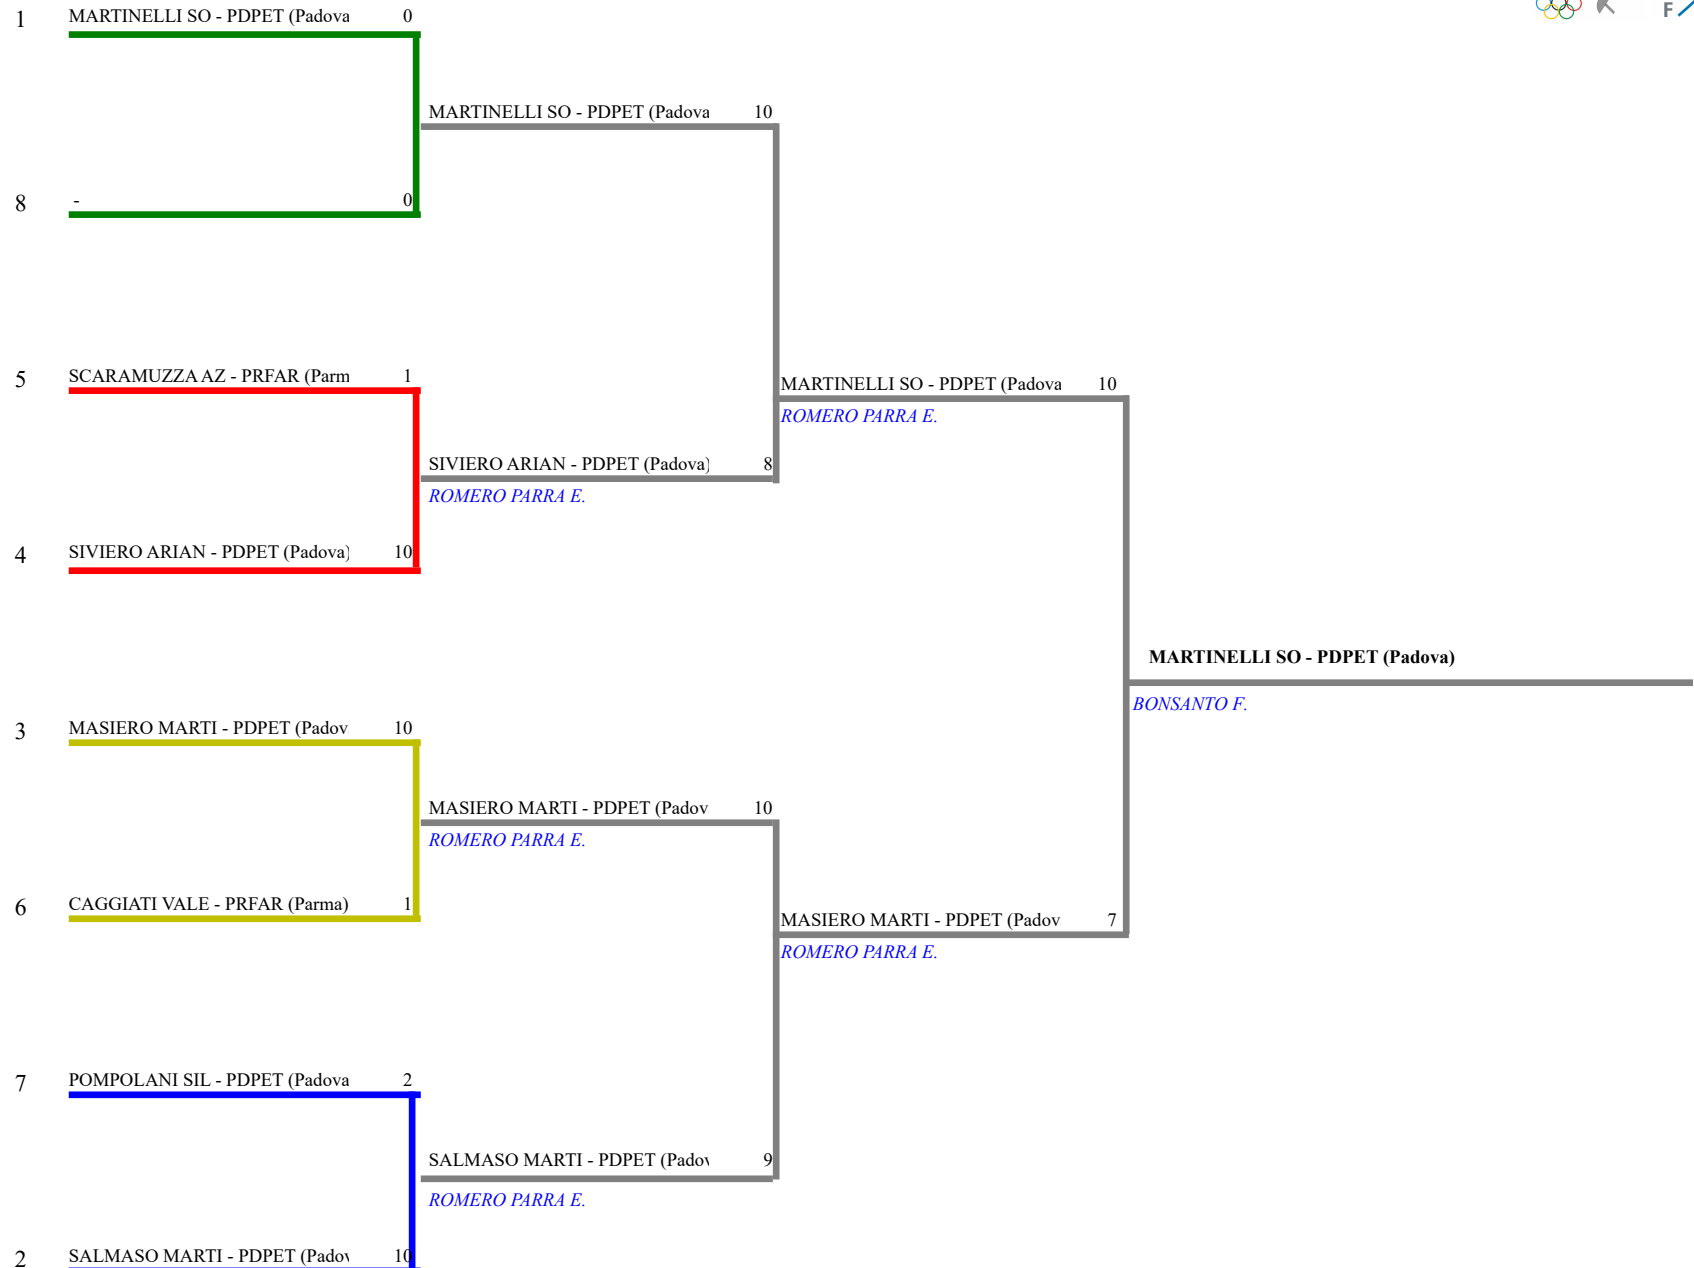 1 MARTINELLI SO - PDPET (Padova 0
F
MARTINELLI SO - PDPET (Padova 10
8 - 0
5 SCARAMUZZA AZ - PRFAR (Parm 1
MARTINELLI SO - PDPET (Padova 10
ROMERO PARRA E.
SIVIERO ARIAN - PDPET (Padova) 8
ROMERO PARRA E.
4 SIVIERO ARIAN - PDPET (Padova) 10
MARTINELLI SO - PDPET (Padova)
BONSANTO F.
3 MASIERO MARTI - PDPET (Padov 10
MASIERO MARTI - PDPET (Padov 10
ROMERO PARRA E.
6 CAGGIATI VALE - PRFAR (Parma) 1
MASIERO MARTI - PDPET (Padov 7
ROMERO PARRA E.
7 POMPOLANI SIL - PDPET (Padova 2
SALMASO MARTI - PDPET (Padov 9
ROMERO PARRA E.
2 SALMASO MARTI - PDPET (Padov 10